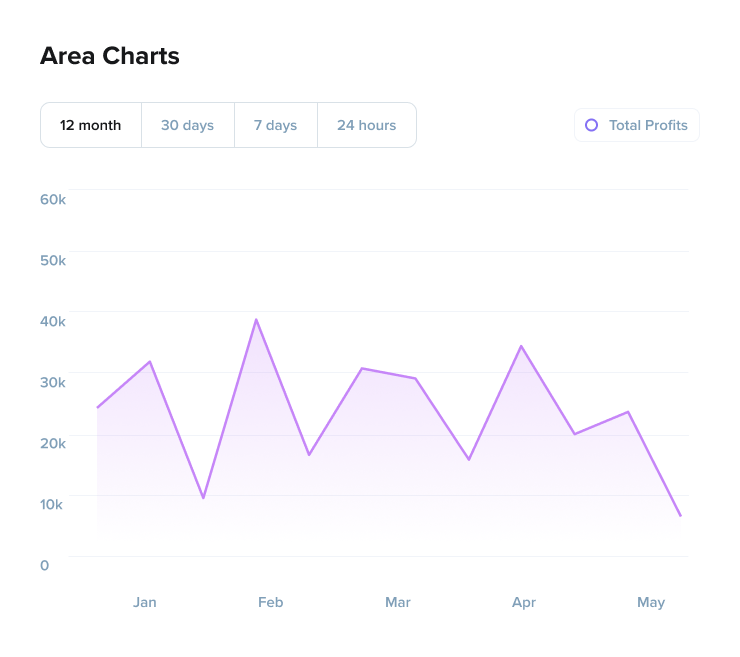 Area Charts
12 month 30 days 7 days 24 hours Total Profits
60k
50k
40k
30k
20k
10k
0
Jan Feb Mar Apr May